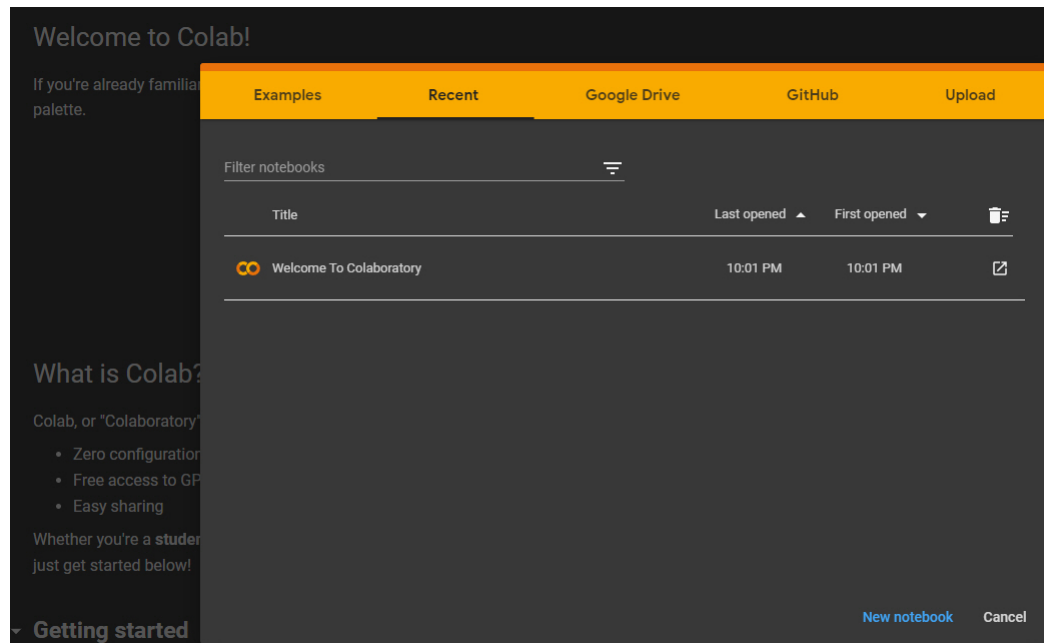 Welcome to Colab!
If you're already familiar
palette.
Examples Recent Google Drive GitHub Upload
Filter notebooks
Title Last opened First opened
Welcome To Colaboratory 10:01 PM 10:01 PM
What is Colab?
Colab, or "Colaboratory"
Zero configuration
Free access to GP
Easy sharing
Whether you're a studen
just get started below!
Getting started
New notebook Cancel